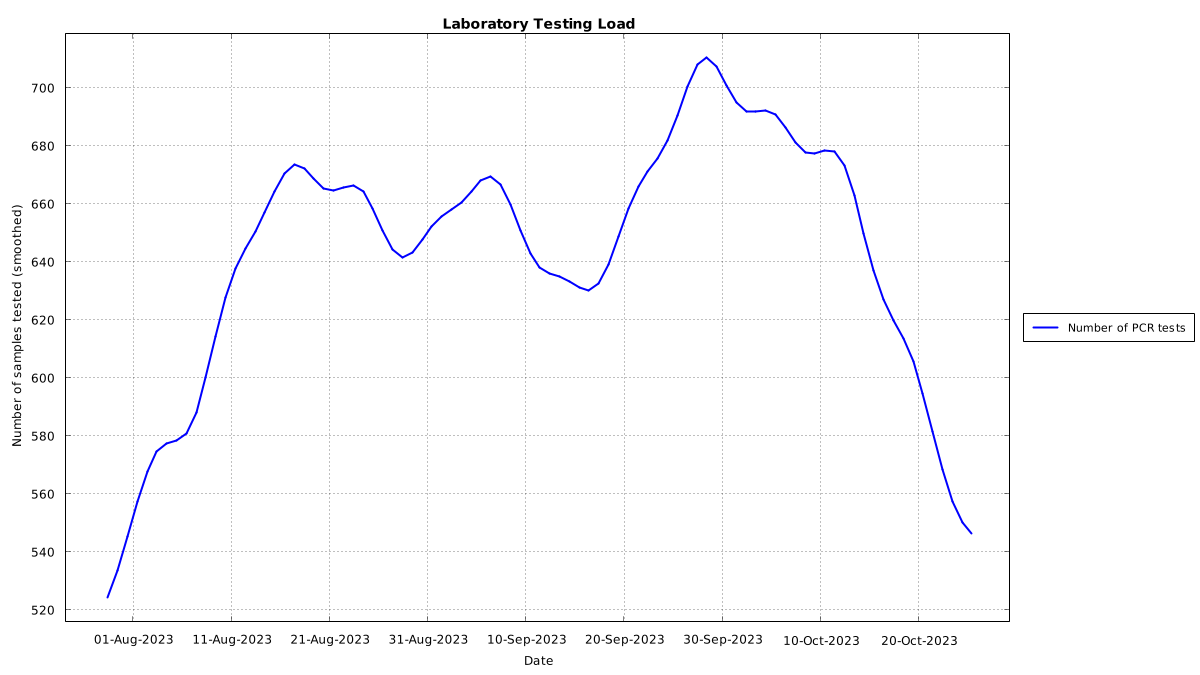 Laboratory Testing Load
Number of samples tested (smoothed)
700
680
660
640
620
600
580
560
540
520
01-Aug-2023 11-Aug-2023 21-Aug-2023 31-Aug-2023 10-Sep-2023 20-Sep-2023 30-Sep-2023 10-Oct-2023 20-Oct-2023
Date
Number of PCR tests